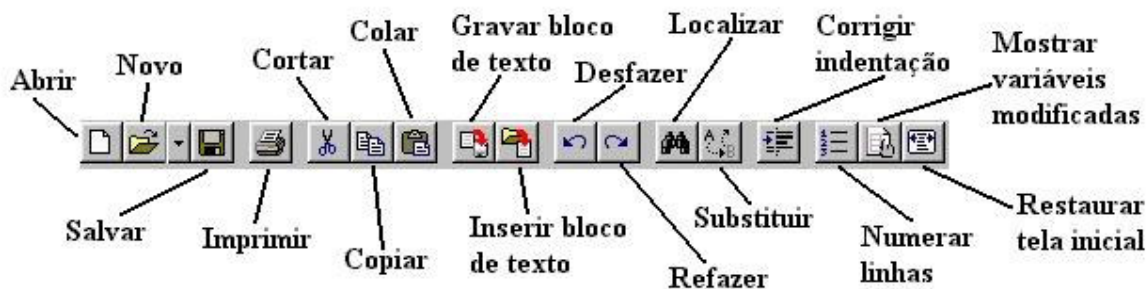 Abrir
Novo
Cortar
Colar
Gravar bloco
de texto
Desfazer
Localizar
Corrigir
indentação
Mostrar
variáveis
modificadas
Salvar
Imprimir
Copiar
Inserir bloco
de texto
Refazer
Substituir
Numerar
linhas
Restaurar
tela inicial